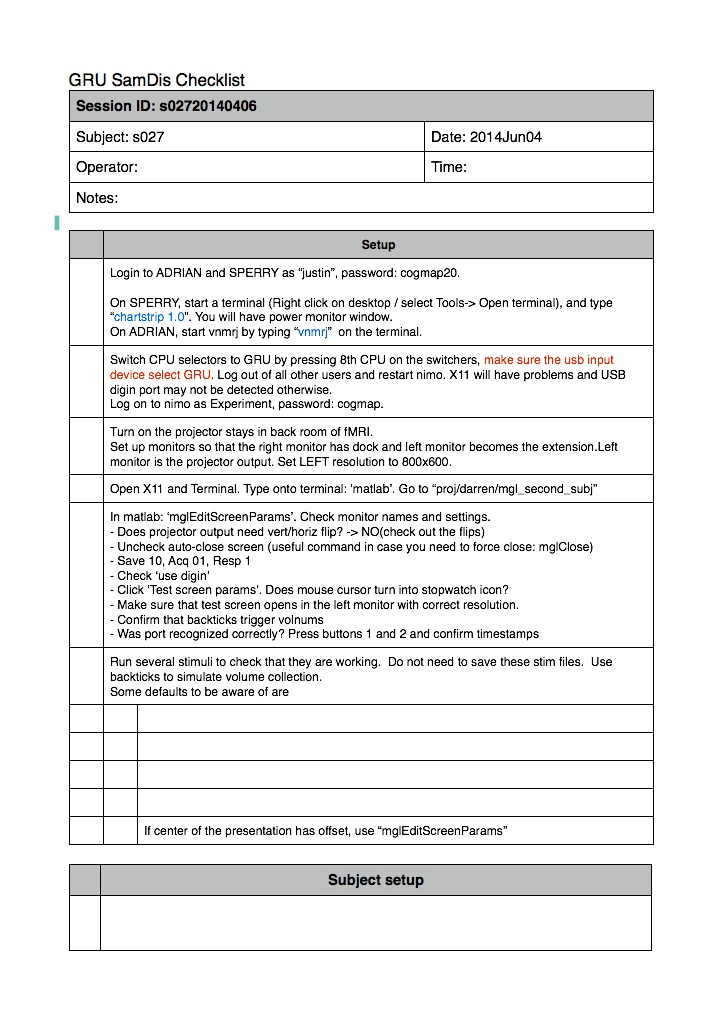 GRU SamDis Checklist
Session ID: s02720140406
Subject: s027
Date: 2014Jun04
Operator:
Time:
Notes:
Setup
Login to ADRIAN and SPERRY as “justin”, password: cogmap20.
On SPERRY, start a terminal (Right click on desktop / select Tools-> Open terminal), and type
“chartstrip 1.0”. You will have power monitor window.
On ADRIAN, start vnmrj by typing “vnmrj” on the terminal.
Switch CPU selectors to GRU by pressing 8th CPU on the switchers, make sure the usb input
device select GRU. Log out of all other users and restart nimo. X11 will have problems and USB
digin port may not be detected otherwise.
Log on to nimo as Experiment, password: cogmap.
Turn on the projector stays in back room of fMRI.
Set up monitors so that the right monitor has dock and left monitor becomes the extension.Left
monitor is the projector output. Set LEFT resolution to 800x600.
Open X11 and Terminal. Type onto terminal: ‘matlab’. Go to “proj/darren/mgl_second_subj”
In matlab: ‘mglEditScreenParams’. Check monitor names and settings.
- Does projector output need vert/horiz flip? -> NO(check out the flips)
- Uncheck auto-close screen (useful command in case you need to force close: mglClose)
- Save 10, Acq 01, Resp 1
- Check ‘use digin’
- Click ‘Test screen params’. Does mouse cursor turn into stopwatch icon?
- Make sure that test screen opens in the left monitor with correct resolution.
- Confirm that backticks trigger volnums
- Was port recognized correctly? Press buttons 1 and 2 and confirm timestamps
Run several stimuli to check that they are working.  Do not need to save these stim files.  Use
backticks to simulate volume collection.
Some defaults to be aware of are
If center of the presentation has offset, use “mglEditScreenParams”
Subject setup